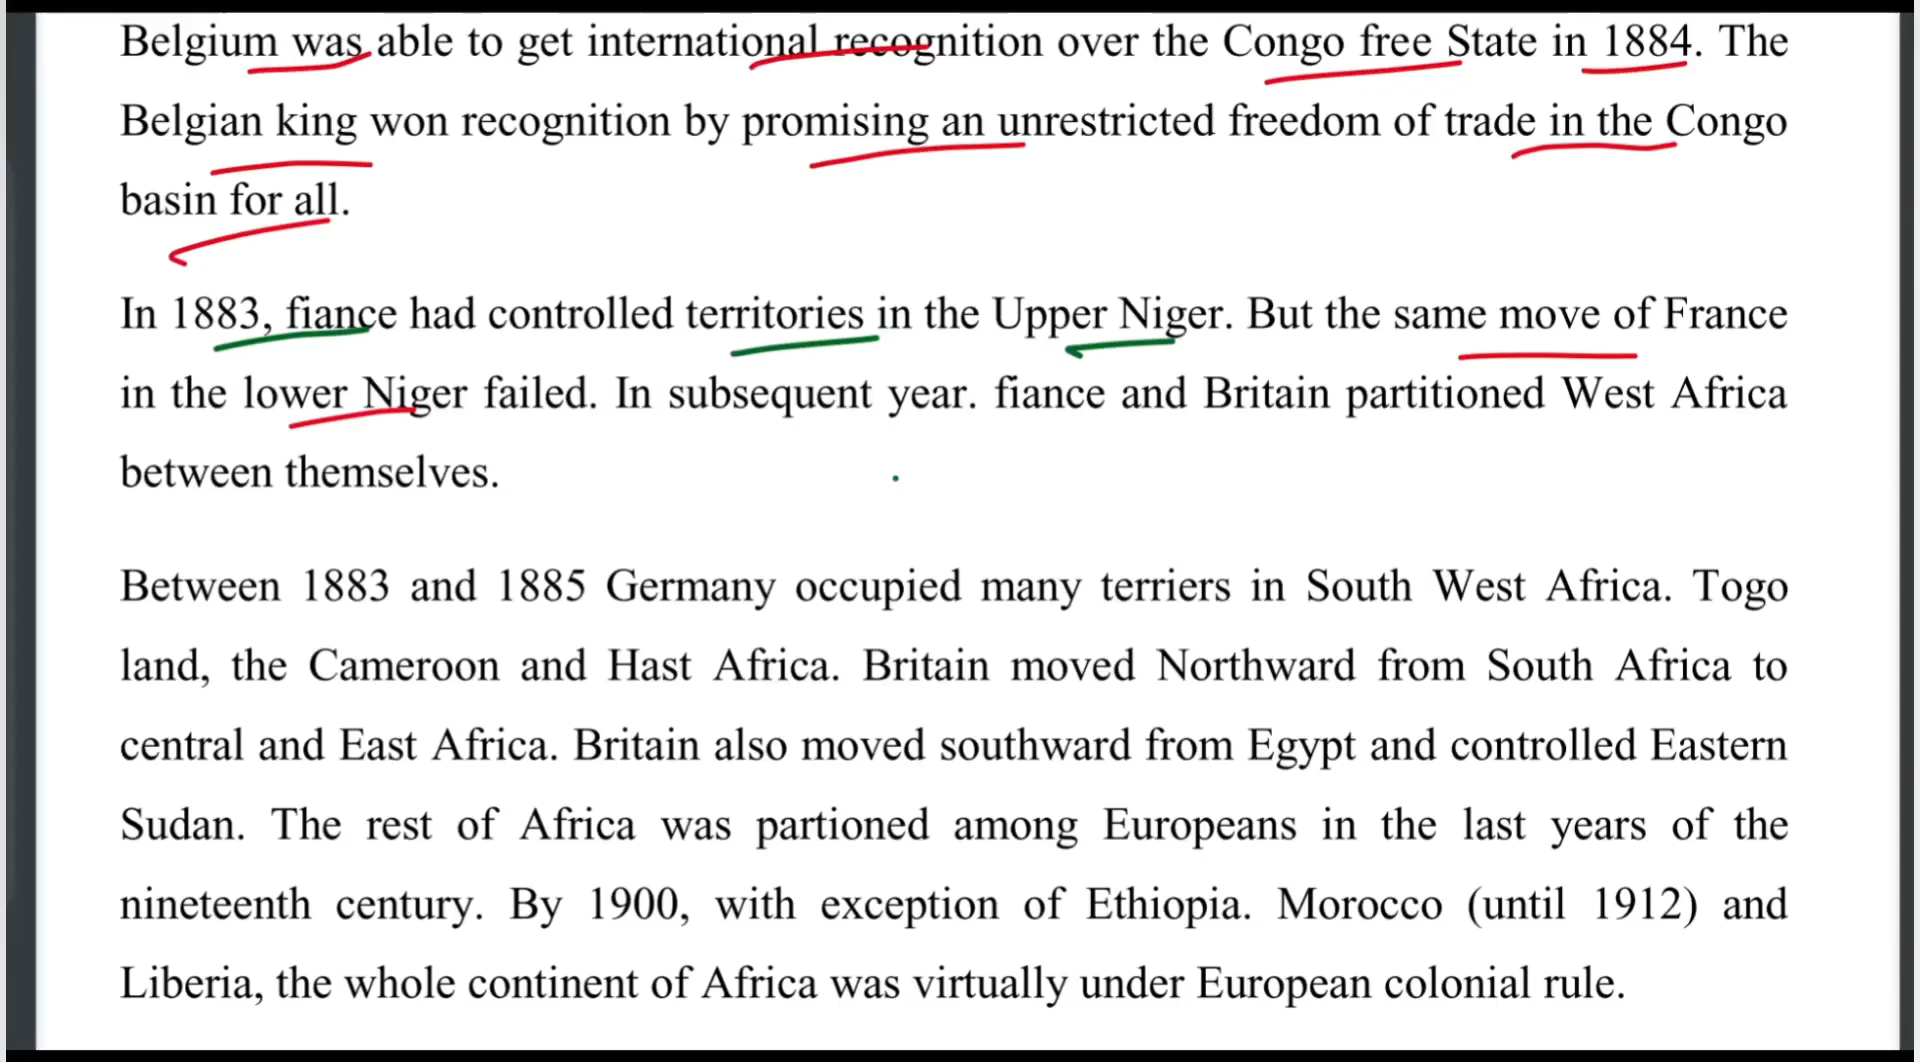 Belgium was able to get international recognition over the Congo free State in 1884. The
Belgian king won recognition by promising an unrestricted freedom of trade in the Congo
basin for all.
In 1883, fiance had controlled territories in the Upper Niger. But the same move of France
in the lower Niger failed. In subsequent year. fiance and Britain partitioned West Africa
between themselves.
Between 1883 and 1885 Germany occupied many terriers in South West Africa. Togo
land, the Cameroon and Hast Africa. Britain moved Northward from South Africa to
central and East Africa. Britain also moved southward from Egypt and controlled Eastern
Sudan. The rest of Africa was partioned among Europeans in the last years of the
nineteenth century. By 1900, with exception of Ethiopia. Morocco (until 1912) and
Liberia, the whole continent of Africa was virtually under European colonial rule.